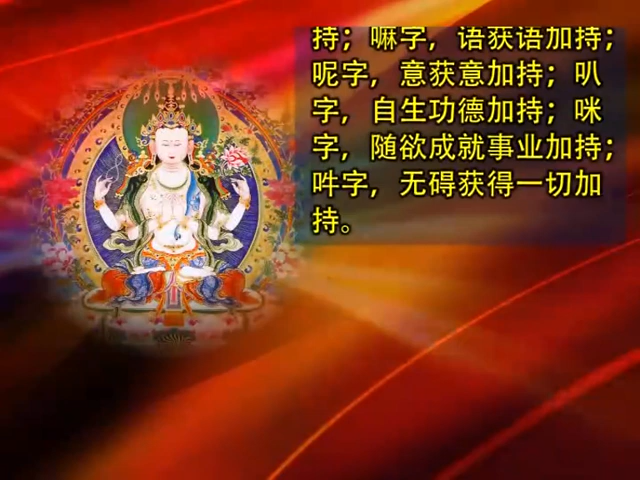 持；嘛字，语获语加持；
呢字，意获意加持；叭
字，自生功德加持；咪
字，随欲成就事业加持；
吽字，无碍获得一切加
持。